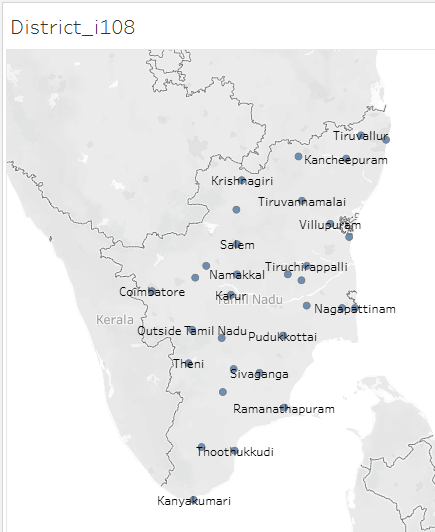 District_i108
Tiruvallur
Kancheepuram
Krishnagiri
Tiruvannamalai
Villupuram
Salem
Tiruchirappalli
Namakkal
Coimbatore
Karur
Tamil Nadu
Nagapattinam
Kerala
Outside Tamil Nadu
Pudukkottai
Theni
Sivaganga
Ramanathapuram
Thoothukkudi
Kanyakumari